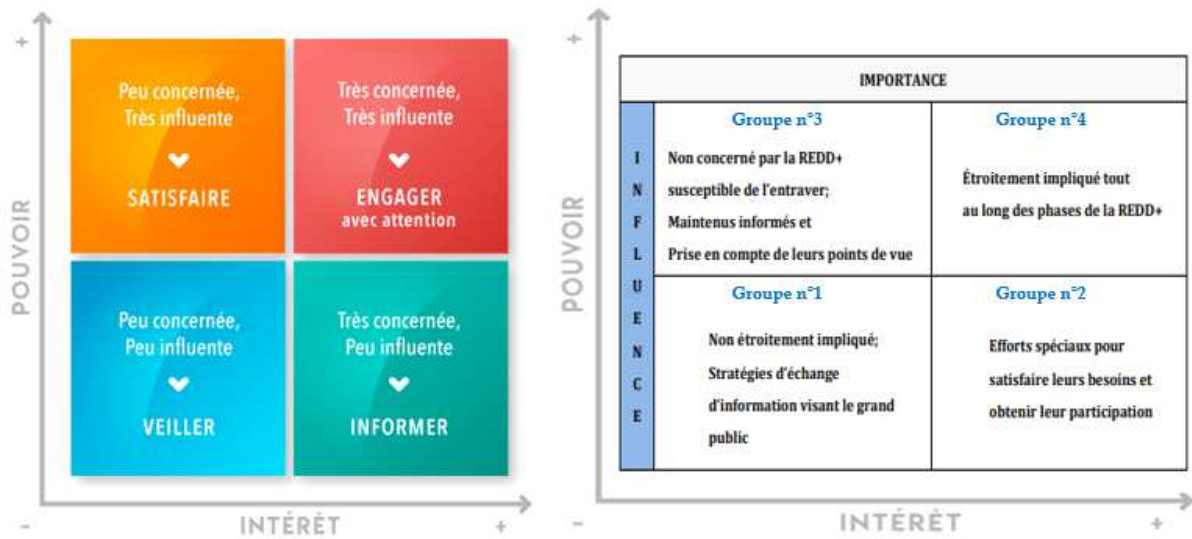 +
Peu concernée,
Très influente
SATISFAIRE
Très concernée,
Très influente
ENGAGER
avec attention
POUVOIR
Peu concernée,
Peu influente
VEILLER
Très concernée,
Peu influente
INFORMER
-
INTÉRÊT
+
+
IMPORTANCE
POUVOIR
INFLUENCE
Groupe n°3
Non concerné par la REDD+
susceptible de l'entraver;
Maintenus informés et
Prise en compte de leurs points de vue
Groupe n°4
Étroitement impliqué tout
au long des phases de la REDD+
Groupe n°1
Non étroitement impliqué;
Stratégies d'échange
d'information visant le grand
public
Groupe n°2
Efforts spéciaux pour
satisfaire leurs besoins et
obtenir leur participation
-
INTÉRÊT
+